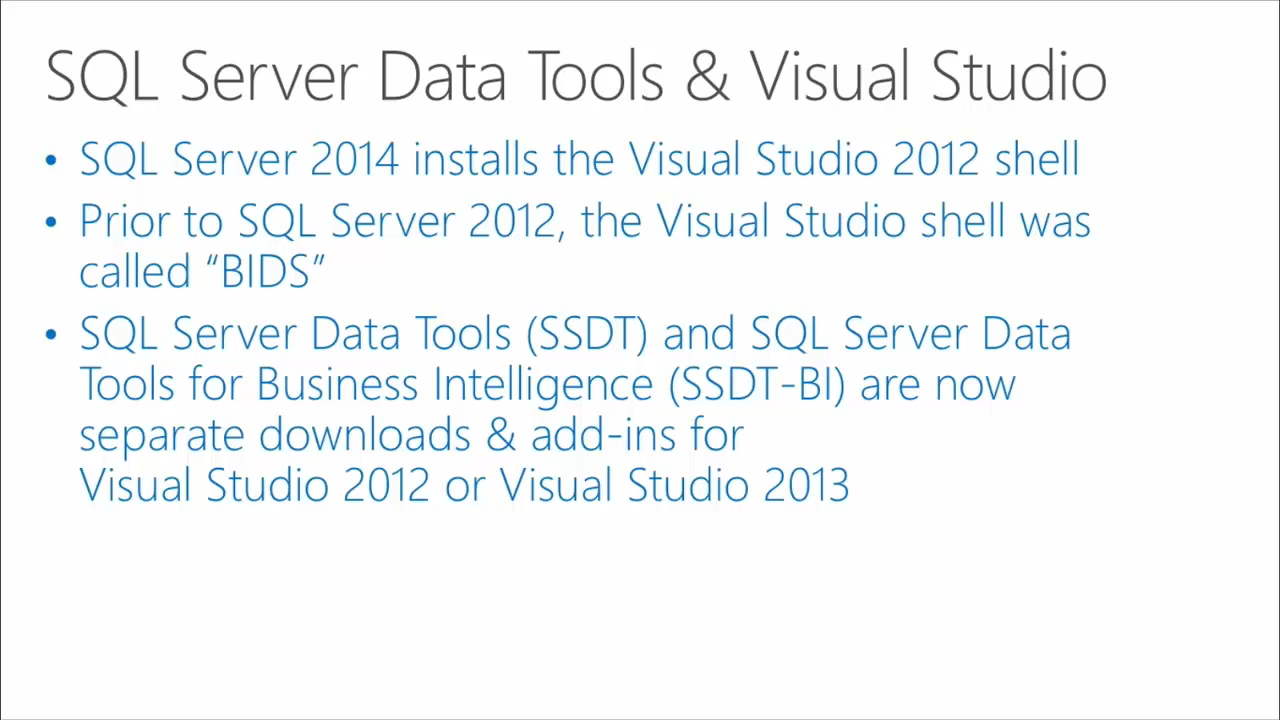 SQL Server Data Tools & Visual Studio
• SQL Server 2014 installs the Visual Studio 2012 shell
• Prior to SQL Server 2012, the Visual Studio shell was
called “BIDS”
• SQL Server Data Tools (SSDT) and SQL Server Data
Tools for Business Intelligence (SSDT-BI) are now
separate downloads & add-ins for
Visual Studio 2012 or Visual Studio 2013